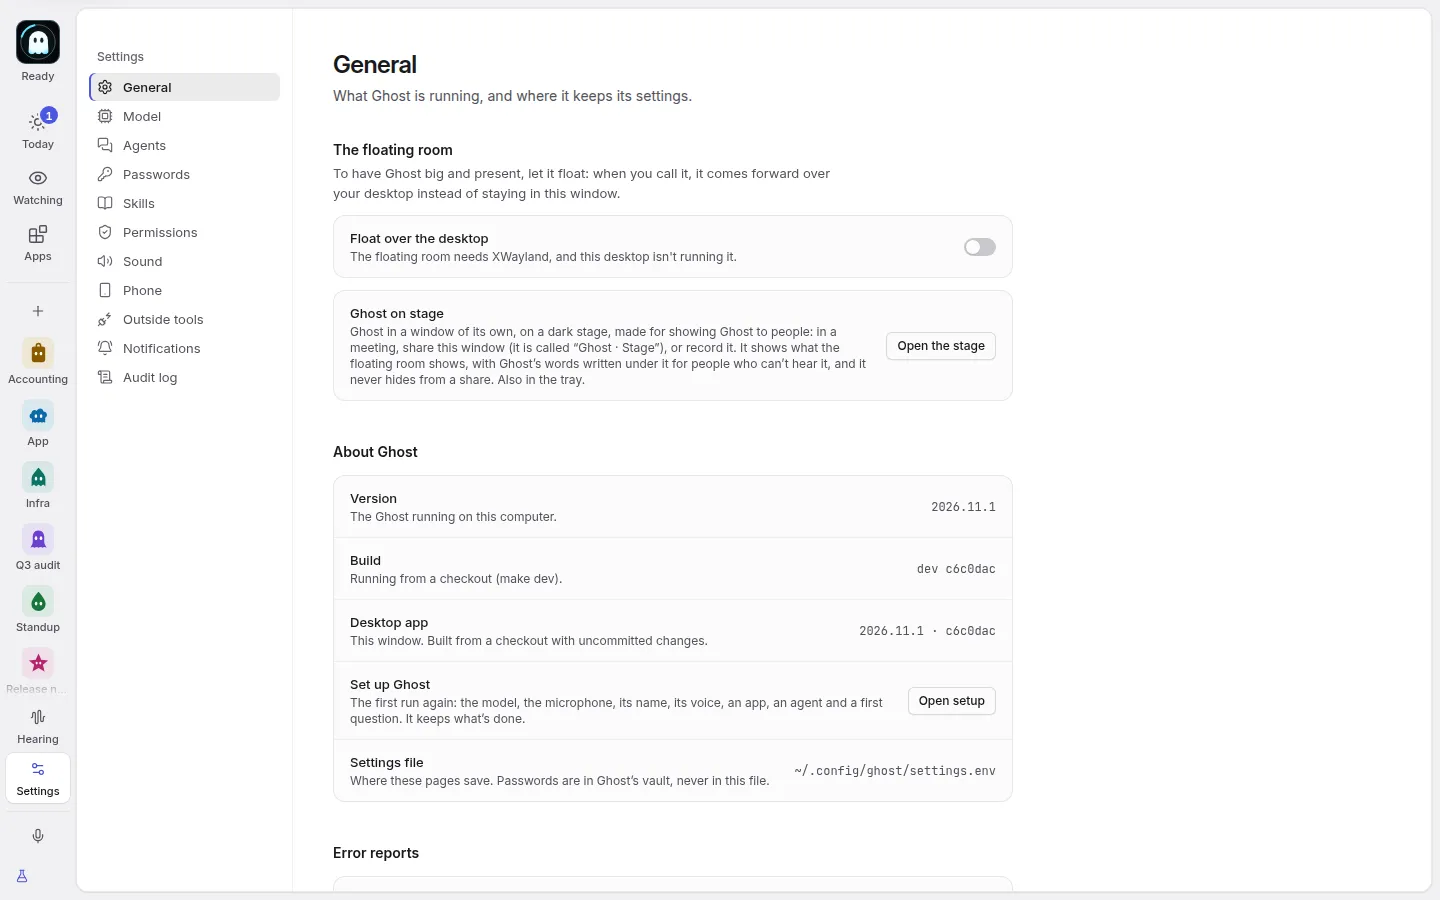 Ready
1
Today
Watching
Apps
Accounting
App
Infra
Q3 audit
Standup
Release n...
Hearing
Settings
Settings
General
Model
Agents
Passwords
Skills
Permissions
Sound
Phone
Outside tools
Notifications
Audit log
General
What Ghost is running, and where it keeps its settings.
The floating room
To have Ghost big and present, let it float: when you call it, it comes forward over
your desktop instead of staying in this window.
Float over the desktop
The floating room needs XWayland, and this desktop isn't running it.
Ghost on stage
Ghost in a window of its own, on a dark stage, made for showing Ghost to people: in a
meeting, share this window (it is called “Ghost · Stage”), or record it. It shows what the
floating room shows, with Ghost’s words written under it for people who can’t hear it, and it
never hides from a share. Also in the tray.
Open the stage
About Ghost
Version
The Ghost running on this computer.
2026.11.1
Build
Running from a checkout (make dev).
dev c6c0dac
Desktop app
This window. Built from a checkout with uncommitted changes.
2026.11.1 · c6c0dac
Set up Ghost
The first run again: the model, the microphone, its name, its voice, an app, an agent and a first
question. It keeps what’s done.
Open setup
Settings file
Where these pages save. Passwords are in Ghost’s vault, never in this file.
~/.config/ghost/settings.env
Error reports